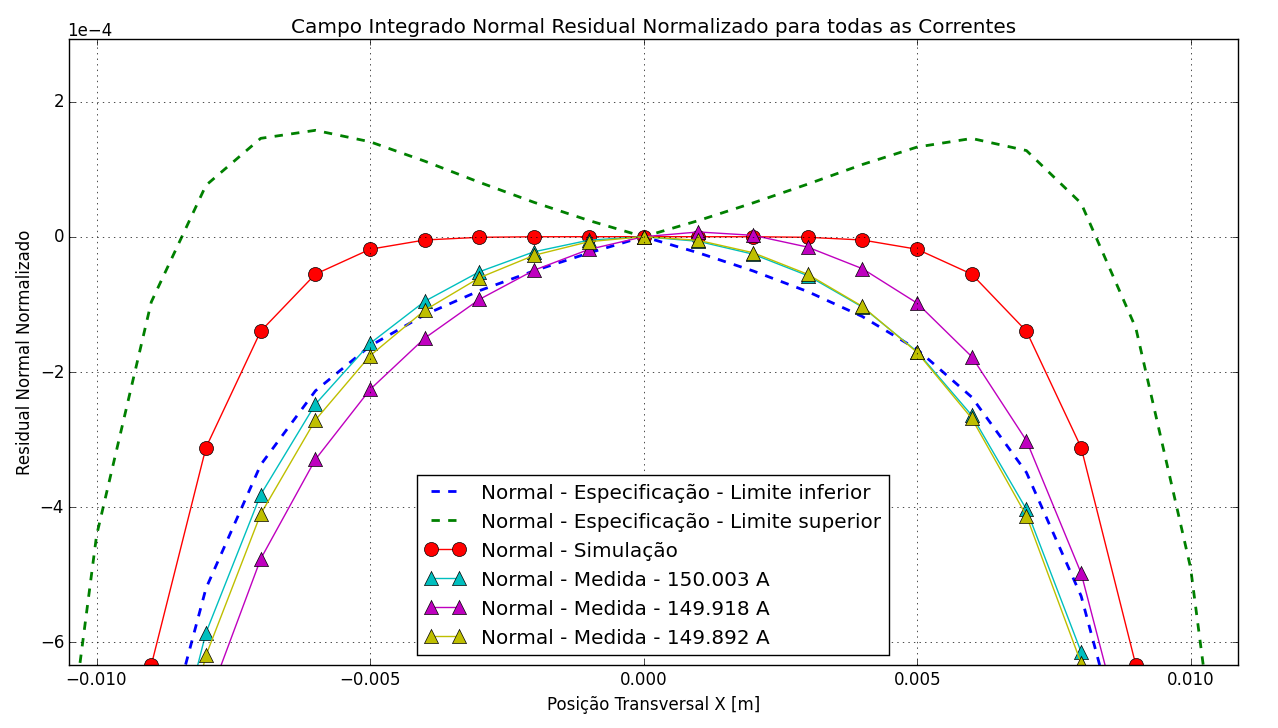 Campo Integrado Normal Residual Normalizado para todas as Correntes
1e−4
2
0
−2
−4
−6
Residual Normal Normalizado
Normal - Especificação - Limite inferior
Normal - Especificação - Limite superior
Normal - Simulação
Normal - Medida - 150.003 A
Normal - Medida - 149.918 A
Normal - Medida - 149.892 A
−0.010 −0.005 0.000 0.005 0.010
Posição Transversal X [m]